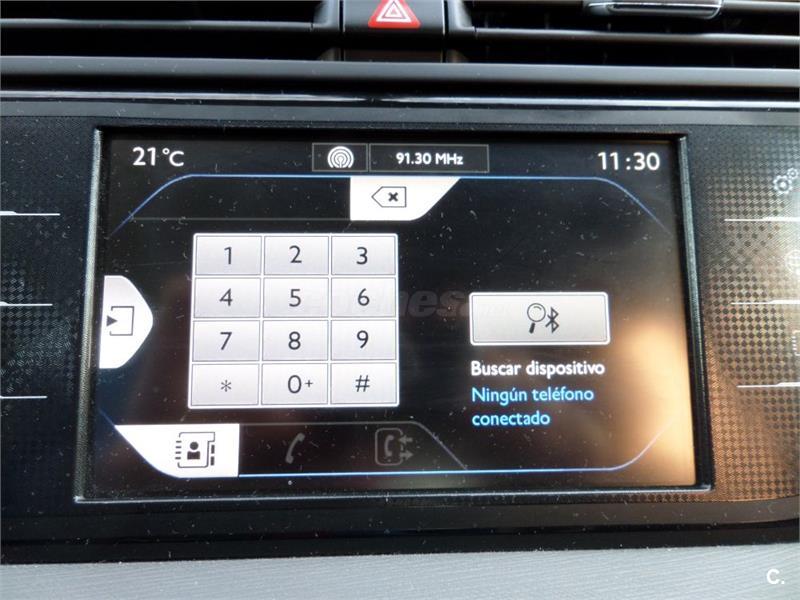 21 °C
91.30 MHz
11:30
1 2 3
4 5 6
7 8 9
* 0+ #
Buscar dispositivo
Ningún teléfono
conectado
C.